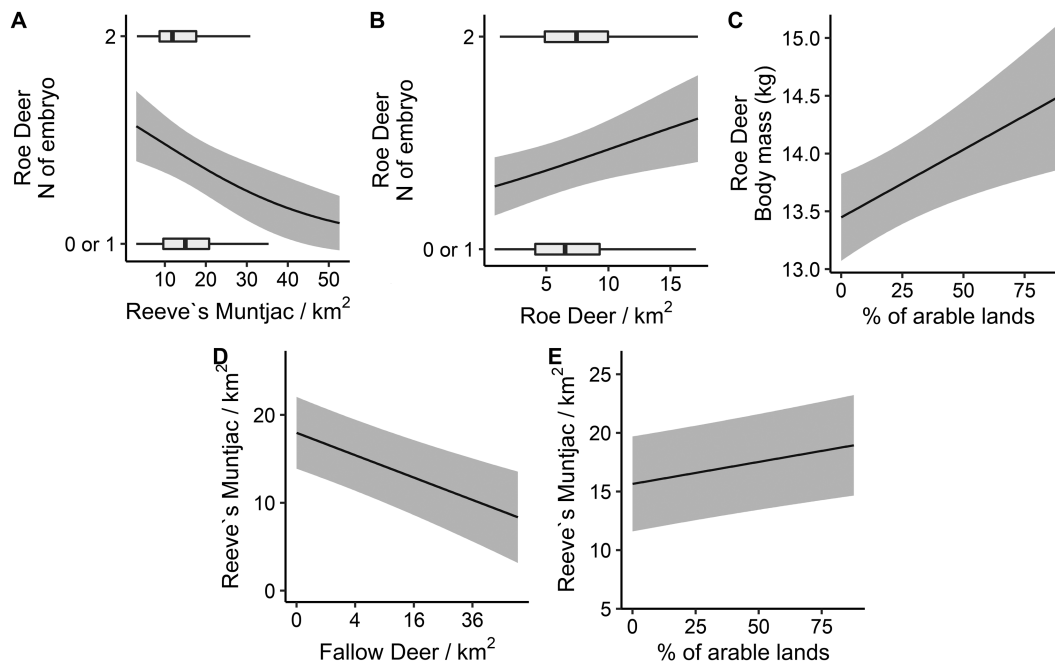 A
Roe Deer
N of embryo
2
0 or 1
10 20 30 40 50
Reeve`s Muntjac / km²
B
Roe Deer
N of embryo
2
0 or 1
5 10 15
Roe Deer / km²
C
Roe Deer
Body mass (kg)
15.0
14.5
14.0
13.5
13.0
0 25 50 75
% of arable lands
D
Reeve`s Muntjac / km²
20
10
0
0 4 16 36
Fallow Deer / km²
E
Reeve`s Muntjac / km²
25
20
15
10
5
0 25 50 75
% of arable lands